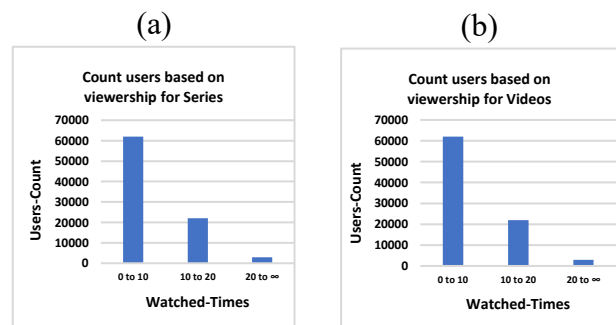 (a)
Count users based on
viewership for Series
Users-Count
70000
60000
50000
40000
30000
20000
10000
0
0 to 10 10 to 20 20 to ∞
Watched-Times
(b)
Count users based on
viewership for Videos
Users-Count
70000
60000
50000
40000
30000
20000
10000
0
0 to 10 10 to 20 20 to ∞
Watched-Times